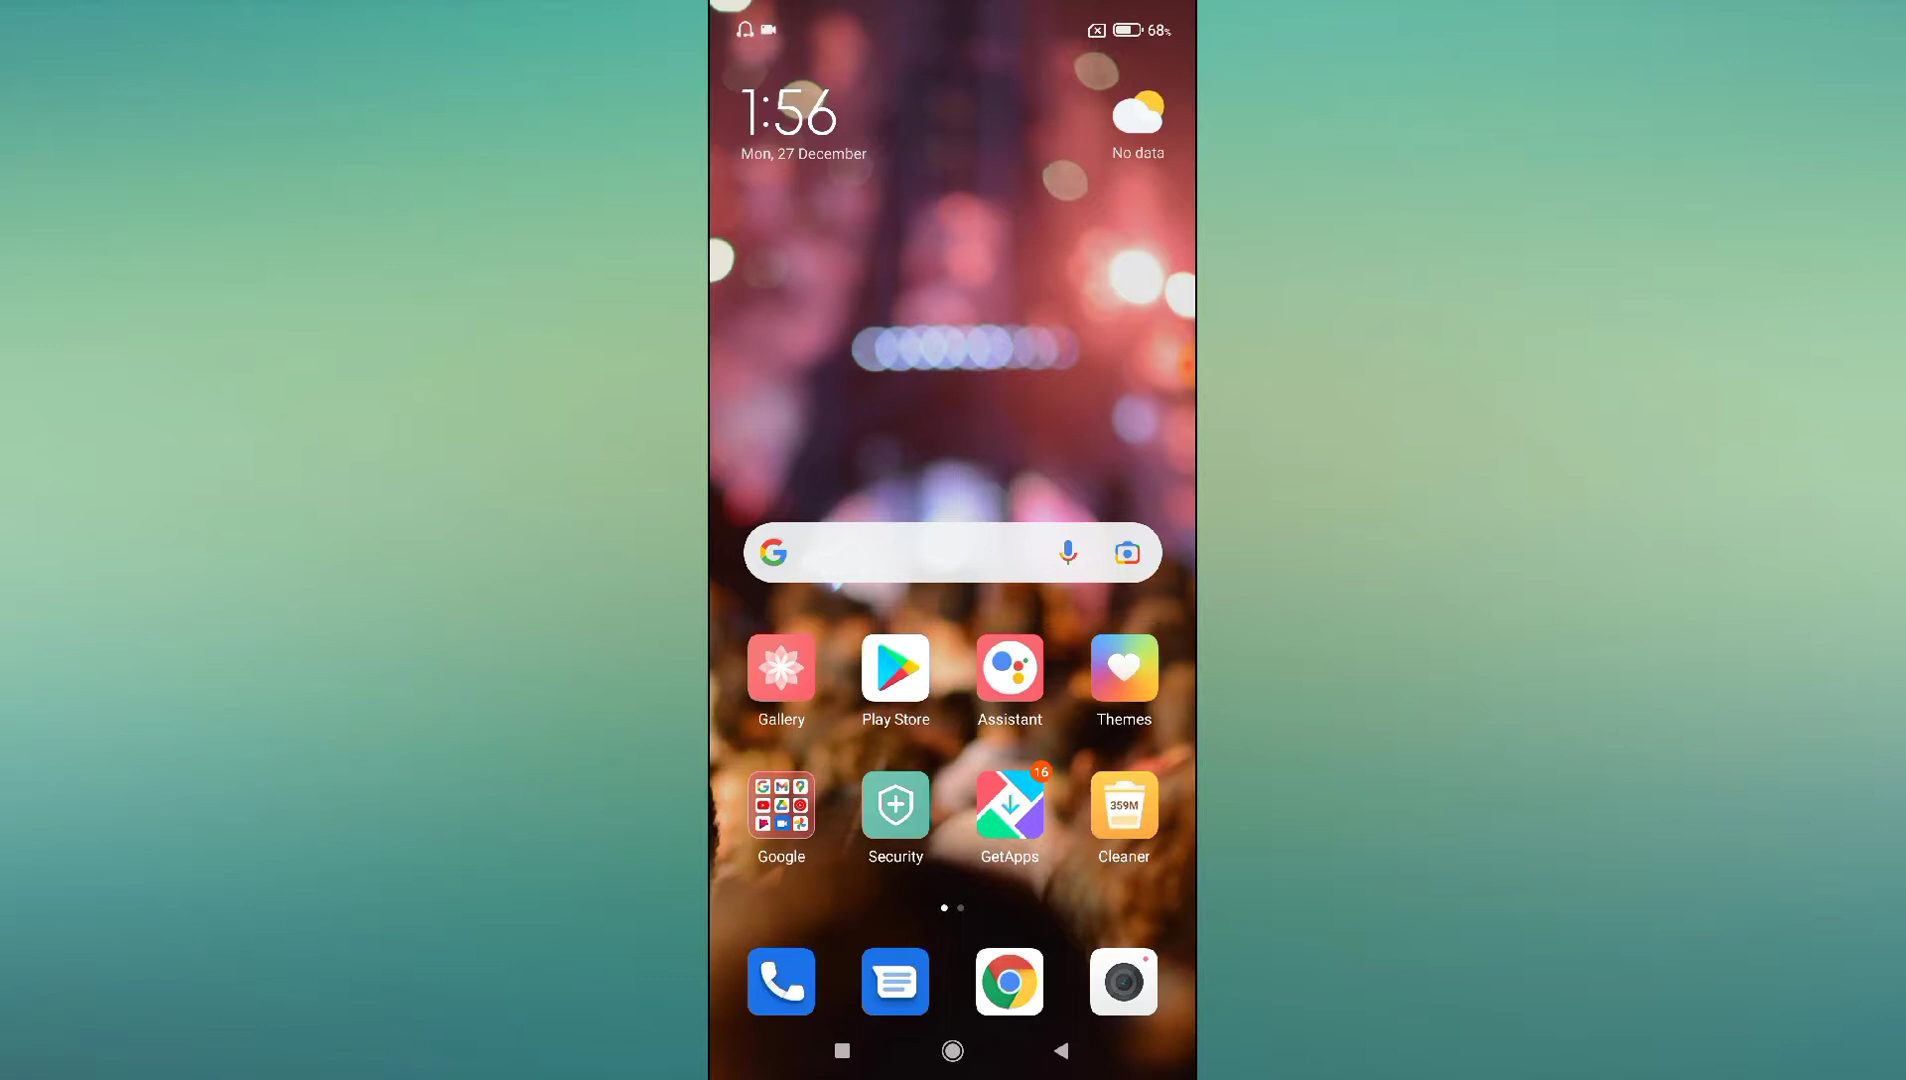 68%
1:56
Mon, 27 December
No data
Gallery
Play Store
Assistant
Themes
16
359M
Google
Security
GetApps
Cleaner